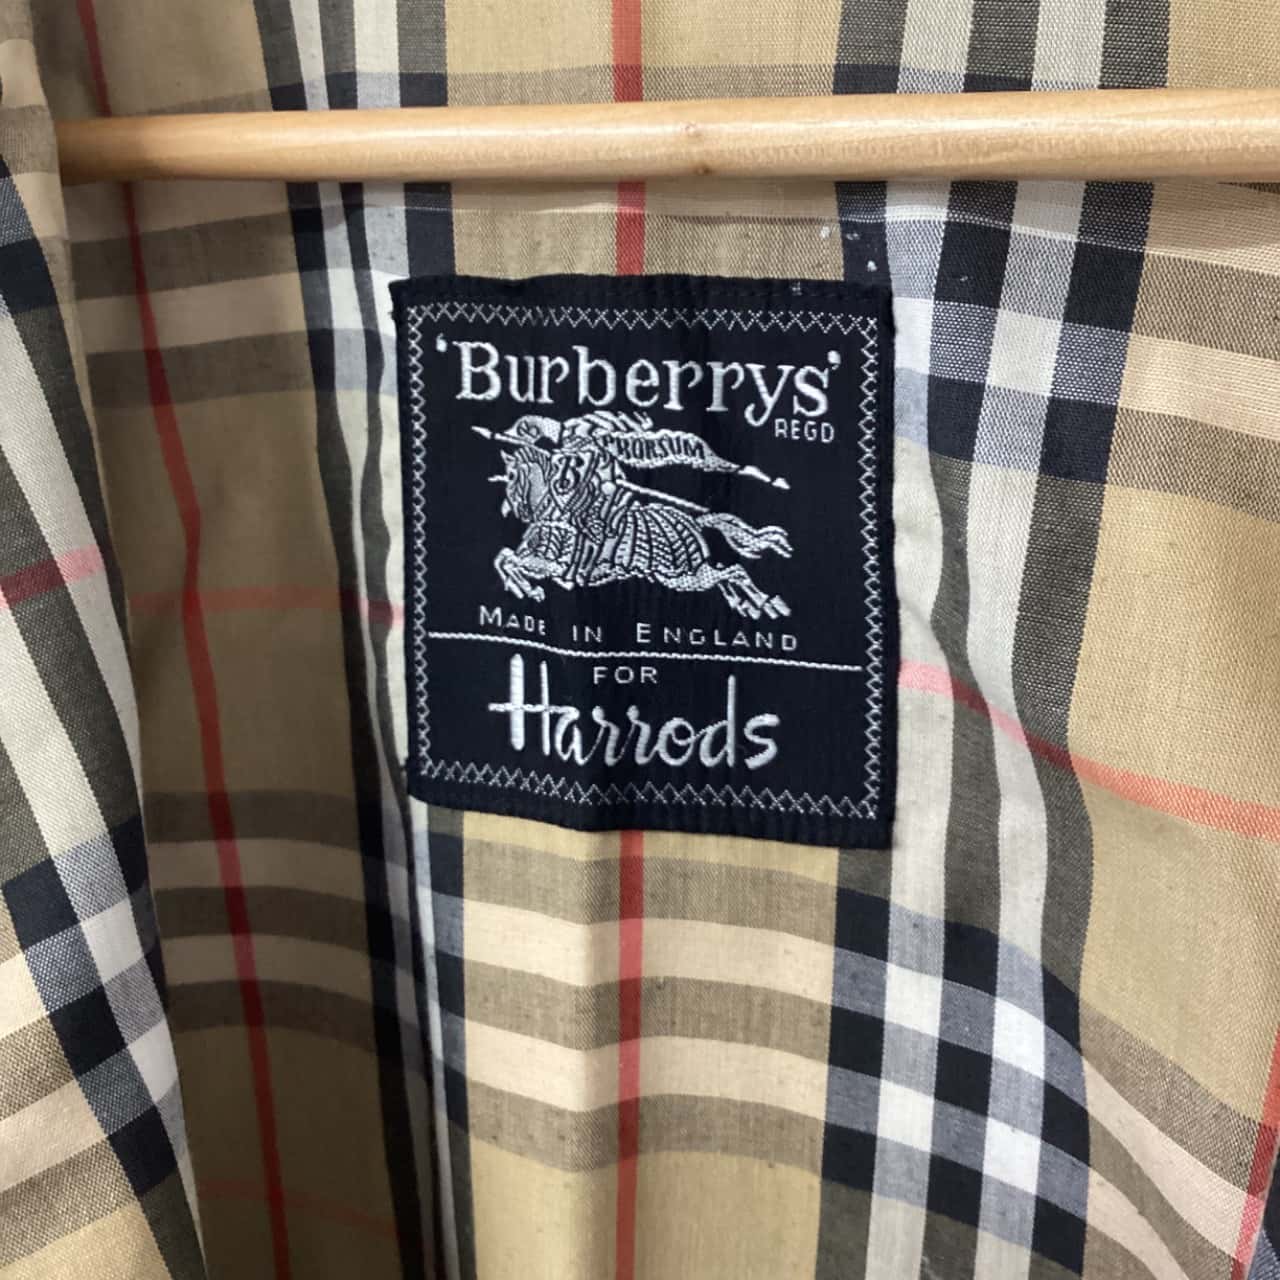 'Burberrys'
REGD
PRORSUM
B
MADE IN ENGLAND
FOR
Harrods